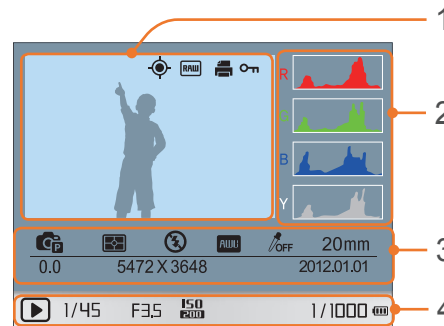 1
RAW
R
G
2
B
Y
P AWB OFF 20mm
3
0.0 5472 X 3648 2012.01.01
1/45 F3.5 ISO 200 1/1000
4